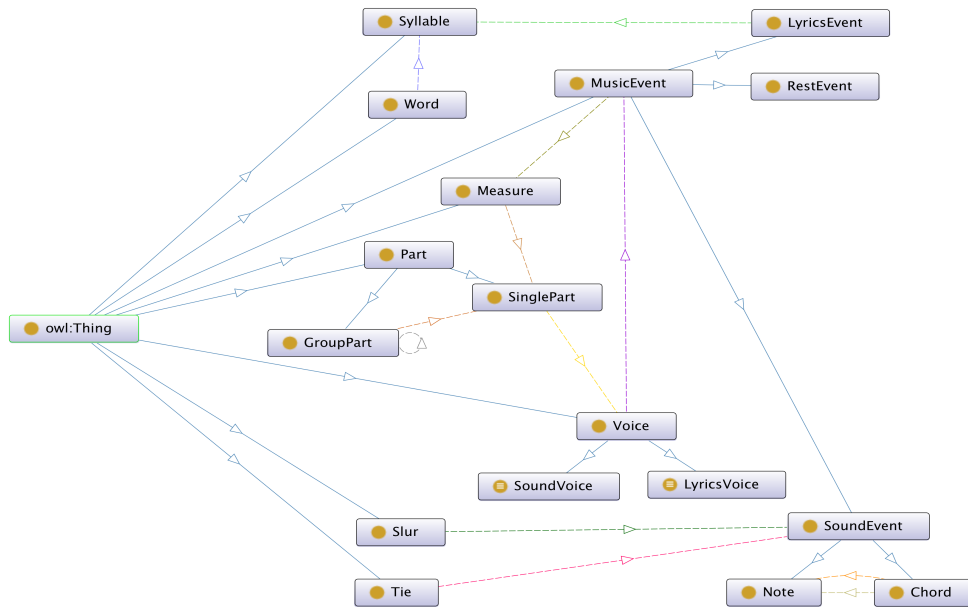 Syllable
LyricsEvent
MusicEvent
RestEvent
Word
Measure
Part
SinglePart
owl:Thing
GroupPart
Voice
SoundVoice
LyricsVoice
Slur
SoundEvent
Tie
Note
Chord